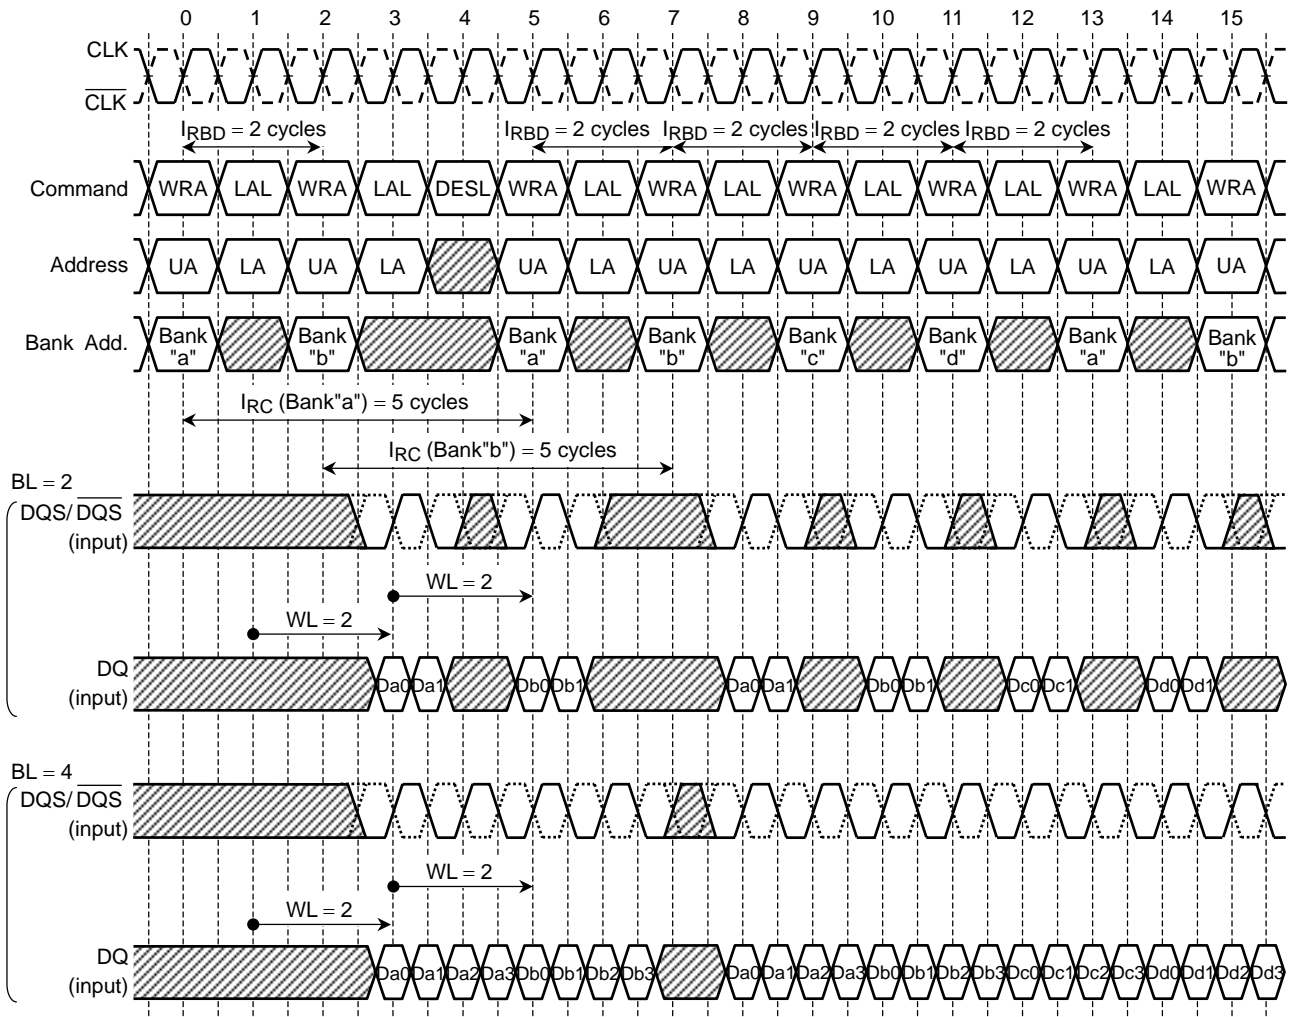 0 1 2 3 4 5 6 7 8 9 10 11 12 13 14 15
CLK
CLK
IRBD = 2 cycles IRBD = 2 cycles IRBD = 2 cycles IRBD = 2 cycles IRBD = 2 cycles
Command WRA LAL WRA LAL DESL WRA LAL WRA LAL WRA LAL WRA LAL WRA LAL WRA
Address UA LA UA LA UA LA UA LA UA LA UA LA UA LA UA
Bank Add. Bank "a" Bank "b" Bank "a" Bank "b" Bank "c" Bank "d" Bank "a" Bank "b"
IRC (Bank"a") = 5 cycles
IRC (Bank"b") = 5 cycles
BL = 2
DQS/ DQS
(input)
WL = 2
WL = 2
DQ
(input)
Da0 Da1 Db0 Db1 Da0 Da1 Db0 Db1 Dc0 Dc1 Dd0 Dd1
BL = 4
DQS/ DQS
(input)
WL = 2
WL = 2
DQ
(input)
Da0 Da1 Da2 Da3 Db0 Db1 Db2 Db3 Da0 Da1 Da2 Da3 Db0 Db1 Db2 Db3 Dc0 Dc1 Dc2 Dc3 Dd0 Dd1 Dd2 Dd3